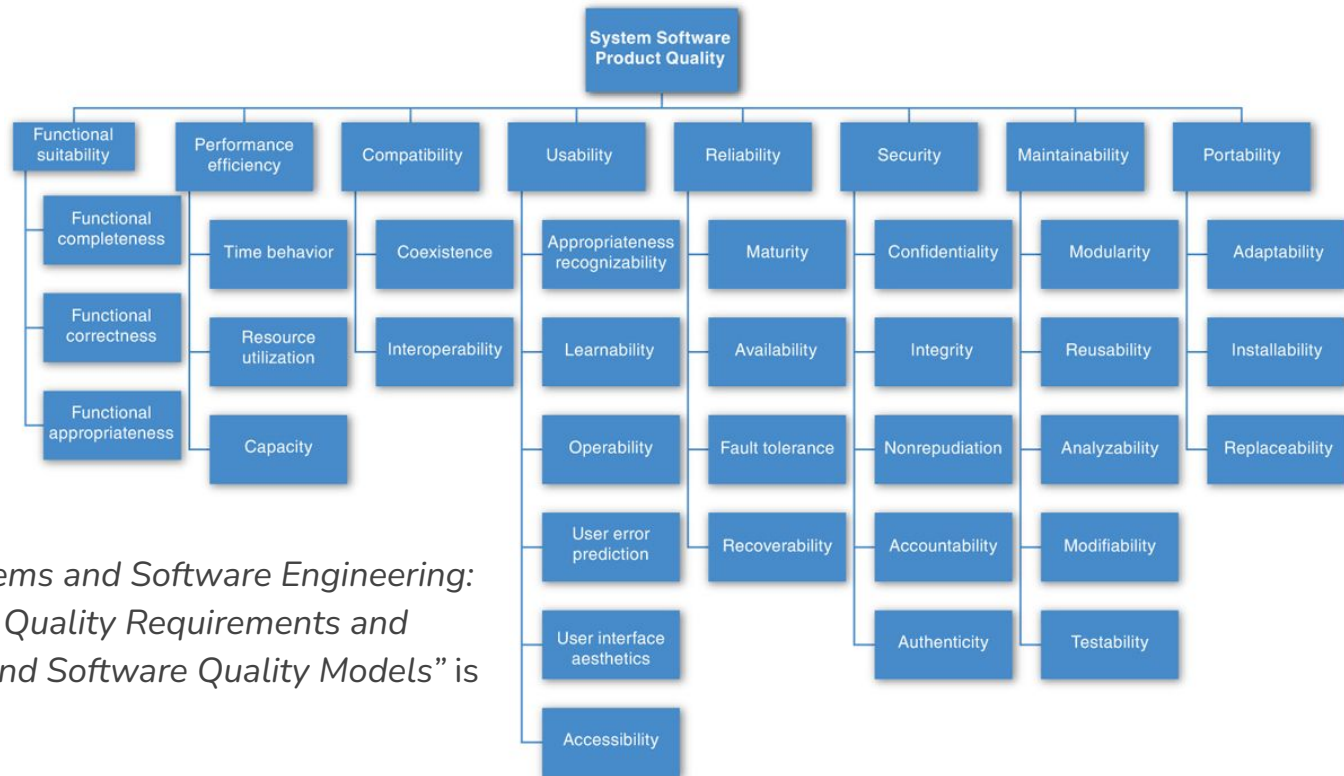 System Software
Product Quality
Functional
suitability
Performance
efficiency
Compatibility
Usability
Reliability
Security
Maintainability
Portability
Functional
completeness
Functional
correctness
Functional
appropriateness
Time behavior
Resource
utilization
Capacity
Coexistence
Interoperability
Appropriateness
recognizability
Learnability
Operability
User error
prediction
User interface
aesthetics
Accessibility
Maturity
Availability
Fault tolerance
Recoverability
Confidentiality
Integrity
Nonrepudiation
Accountability
Authenticity
Modularity
Reusability
Analyzability
Modifiability
Testability
Adaptability
Installability
Replaceability
ems and Software Engineering:
Quality Requirements and
nd Software Quality Models” is